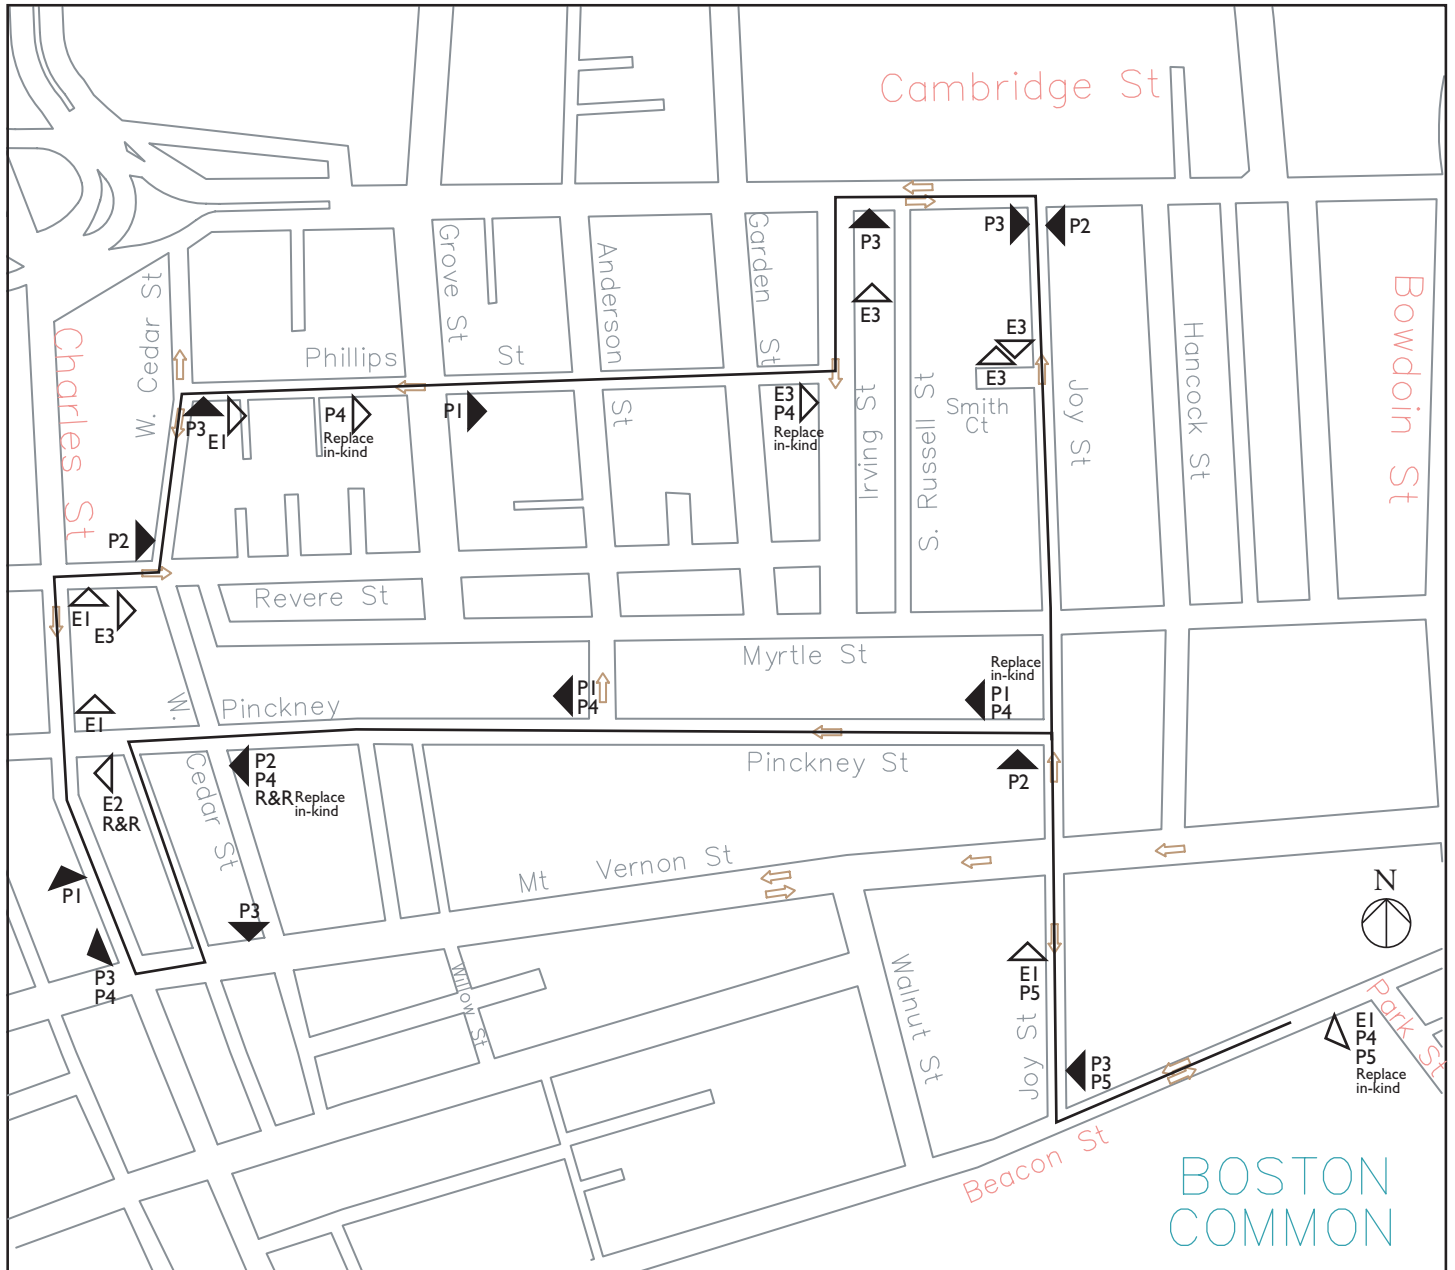 Cambridge St
P3
P3
P2
Grove St
Anderson
St
Garden St
W. Cedar St
Charles St
Bowdoin St
Hancock St
Joy St
Irving St
S. Russell St
E3
E3
E3
Smith
Ct
Phillips
St
P3
E1
P4
Replace
in-kind
P1
E3
P4
Replace
in-kind
P2
E1
E3
Revere St
Myrtle St
Replace
in-kind
P1
P4
P1
P4
E1
W.
Cedar St
Pinckney
Pinckney St
P2
P2
P4
R&R Replace
in-kind
E2
R&R
Mt
Vernon St
P1
P3
P3
P4
N
Willow St
Walnut St
E1
P5
Joy St
P3
P5
Park St
E1
P4
P5
Replace
in-kind
Beacon St
BOSTON
COMMON